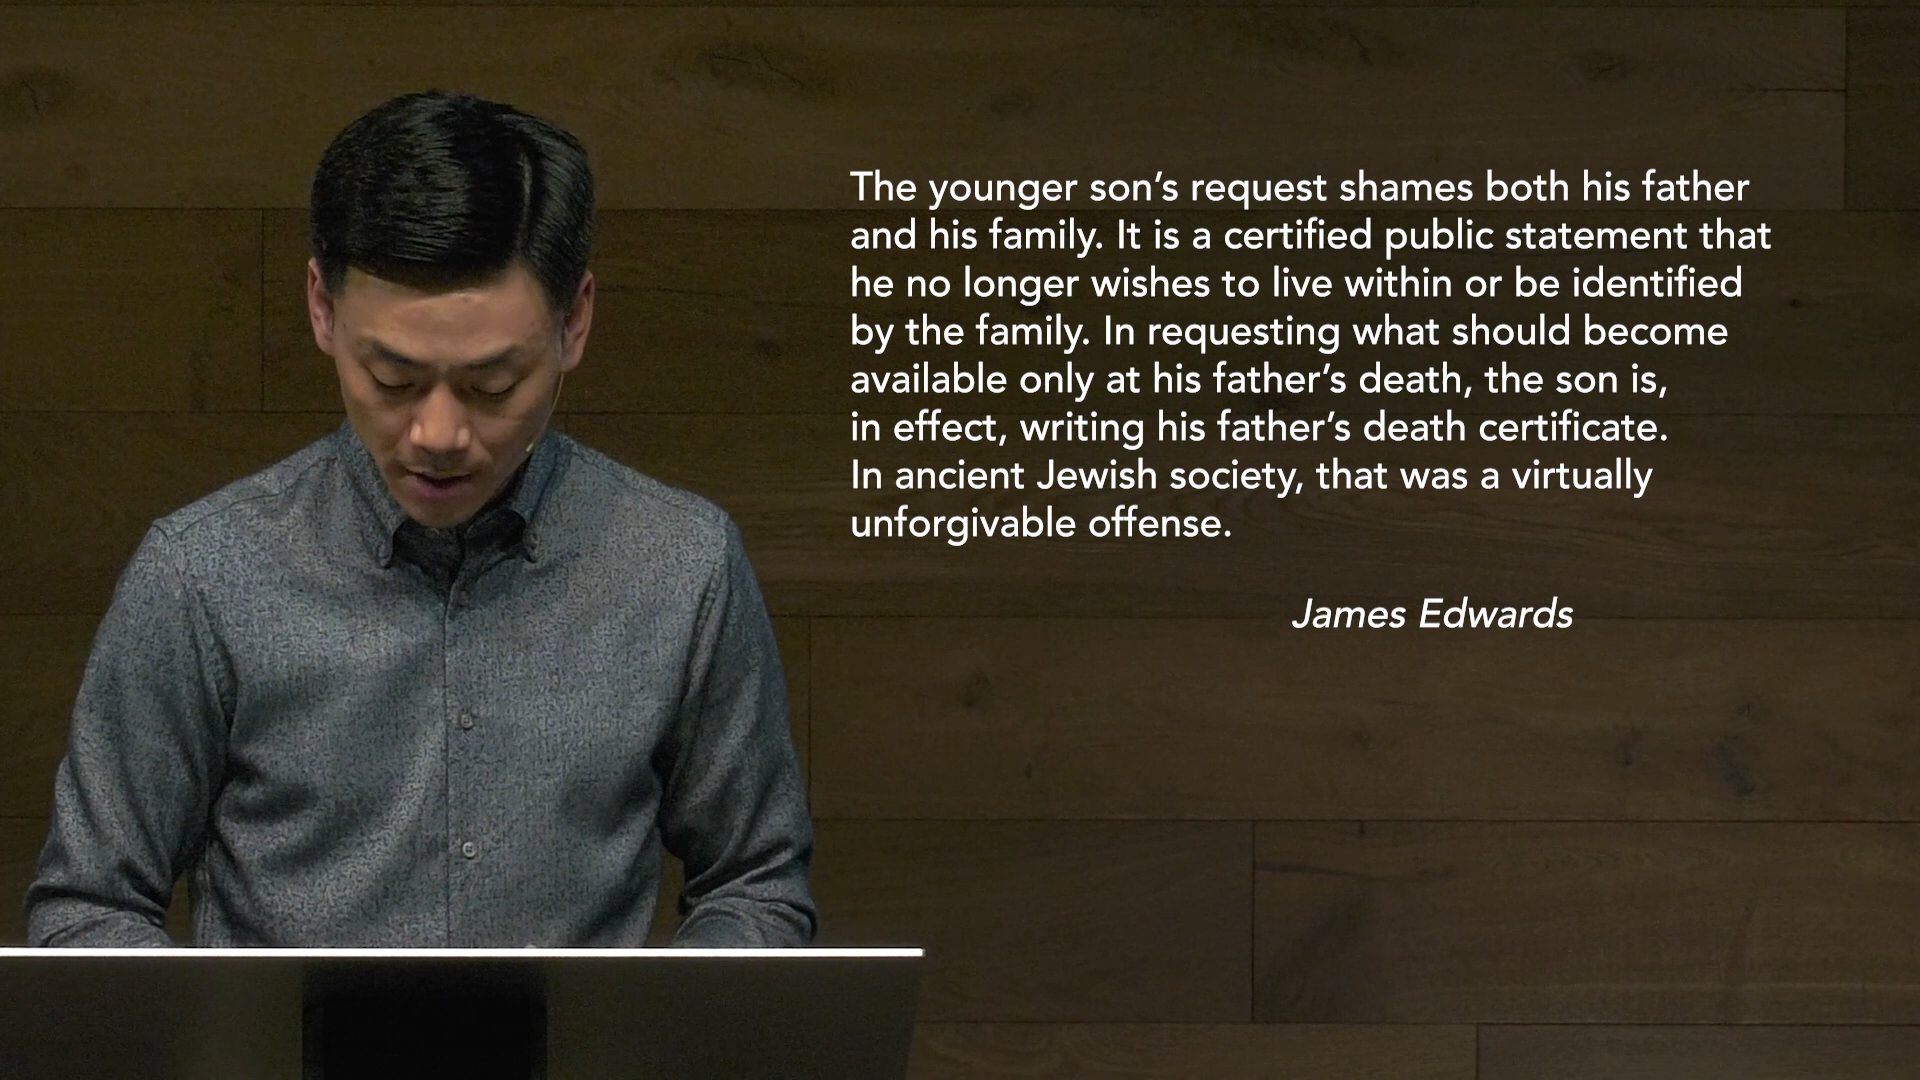 The younger son’s request shames both his father
and his family. It is a certified public statement that
he no longer wishes to live within or be identified
by the family. In requesting what should become
available only at his father’s death, the son is,
in effect, writing his father’s death certificate.
In ancient Jewish society, that was a virtually
unforgivable offense.
James Edwards